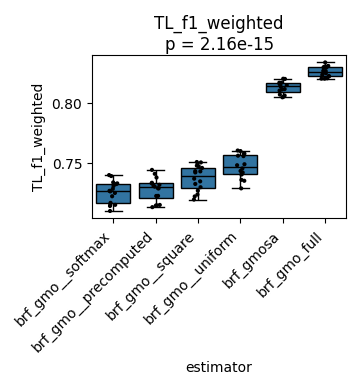 TL_f1_weighted
p = 2.16e-15
TL_f1_weighted
0.80
0.75
brf_gmo__softmax
brf_gmo__precomputed
brf_gmo__square
brf_gmo__uniform
brf_gmosa
brf_gmo_full
estimator